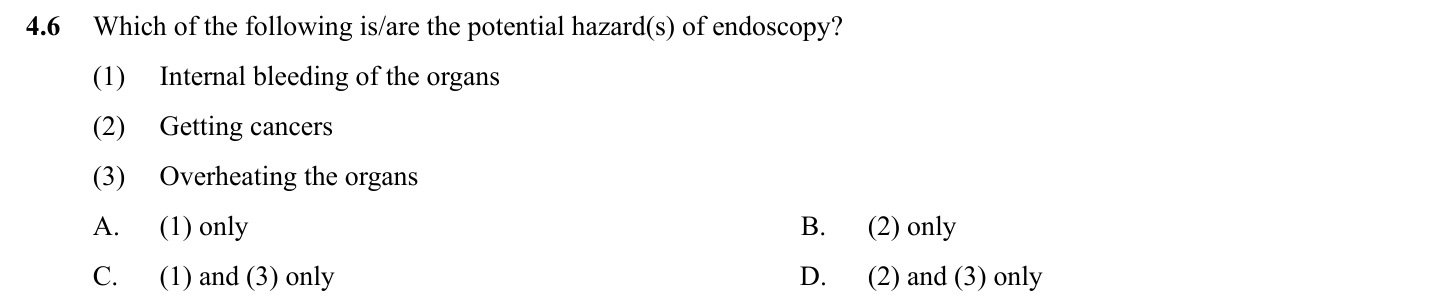 4.6 Which of the following is/are the potential hazard(s) of endoscopy?
(1) Internal bleeding of the organs
(2) Getting cancers
(3) Overheating the organs
A. (1) only B. (2) only
C. (1) and (3) only D. (2) and (3) only